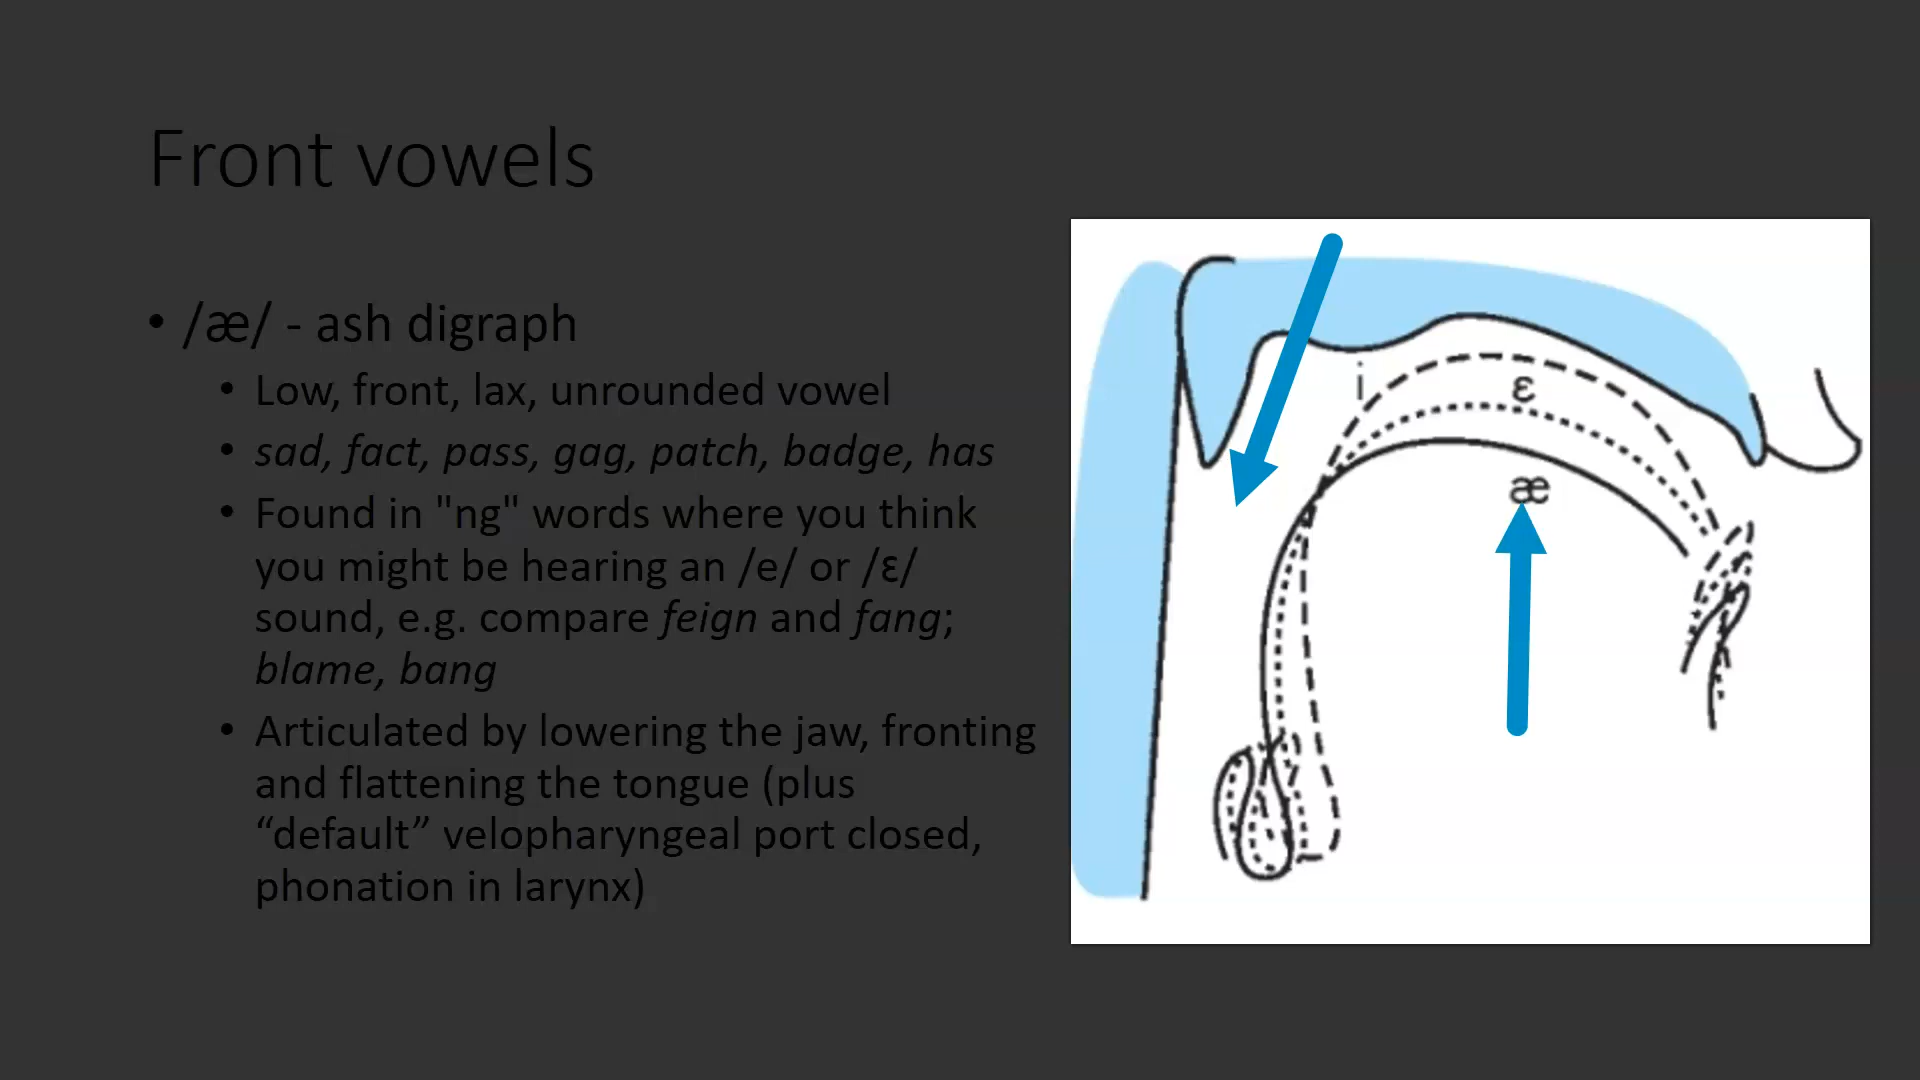 Front vowels
• /æ/ - ash digraph
• Low, front, lax, unrounded vowel
• sad, fact, pass, gag, patch, badge, has
• Found in "ng" words where you think
you might be hearing an /e/ or /ɛ/
sound, e.g. compare feign and fang;
blame, bang
• Articulated by lowering the jaw, fronting
and flattening the tongue (plus
“default” velopharyngeal port closed,
phonation in larynx)
i
ɛ
æ